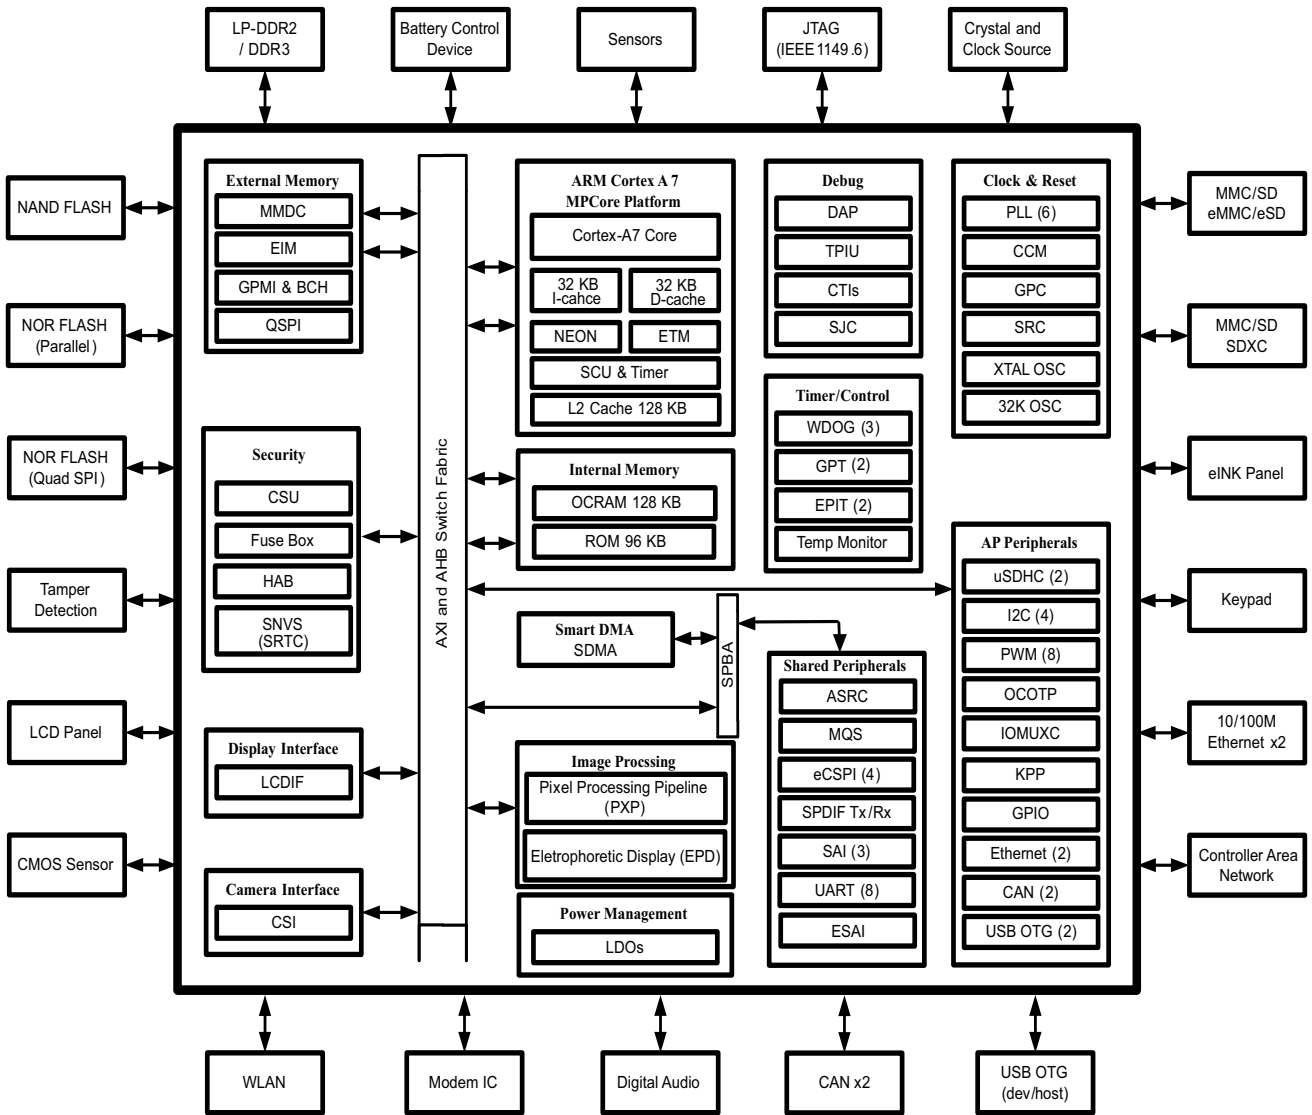 LP-DDR2
/ DDR3
Battery Control
Device
Sensors
JTAG
(IEEE1149.6)
Crystal and
Clock Source
NAND FLASH
NOR FLASH
(Parallel)
NOR FLASH
(Quad SPI)
Tamper
Detection
LCD Panel
CMOS Sensor
External Memory
MMDC
EIM
GPMI & BCH
QSPI
Security
CSU
Fuse Box
HAB
SNVS
(SRTC)
Display Interface
LCDIF
Camera Interface
CSI
AXI and AHB Switch Fabric
ARM Cortex A 7
MPCore Platform
Cortex-A7 Core
32 KB
I-cahce
32 KB
D-cache
NEON
ETM
SCU & Timer
L2 Cache 128 KB
Internal Memory
OCRAM 128 KB
ROM 96 KB
Smart DMA
SDMA
SPBA
Image Procssing
Pixel Processing Pipeline
(PXP)
Eletrophoretic Display (EPD)
Power Management
LDOs
Debug
DAP
TPIU
CTIs
SJC
Timer/Control
WDOG (3)
GPT (2)
EPIT (2)
Temp Monitor
Shared Peripherals
ASRC
MQS
eCSPI (4)
SPDIF Tx/Rx
SAI (3)
UART (8)
ESAI
Clock & Reset
PLL (6)
CCM
GPC
SRC
XTAL OSC
32K OSC
AP Peripherals
uSDHC (2)
I2C (4)
PWM (8)
OCOTP
IOMUXC
KPP
GPIO
Ethernet (2)
CAN (2)
USB OTG (2)
MMC/SD
eMMC/eSD
MMC/SD
SDXC
eINK Panel
Keypad
10/100M
Ethernet x2
Controller Area
Network
WLAN
Modem IC
Digital Audio
CAN x2
USB OTG
(dev/host)